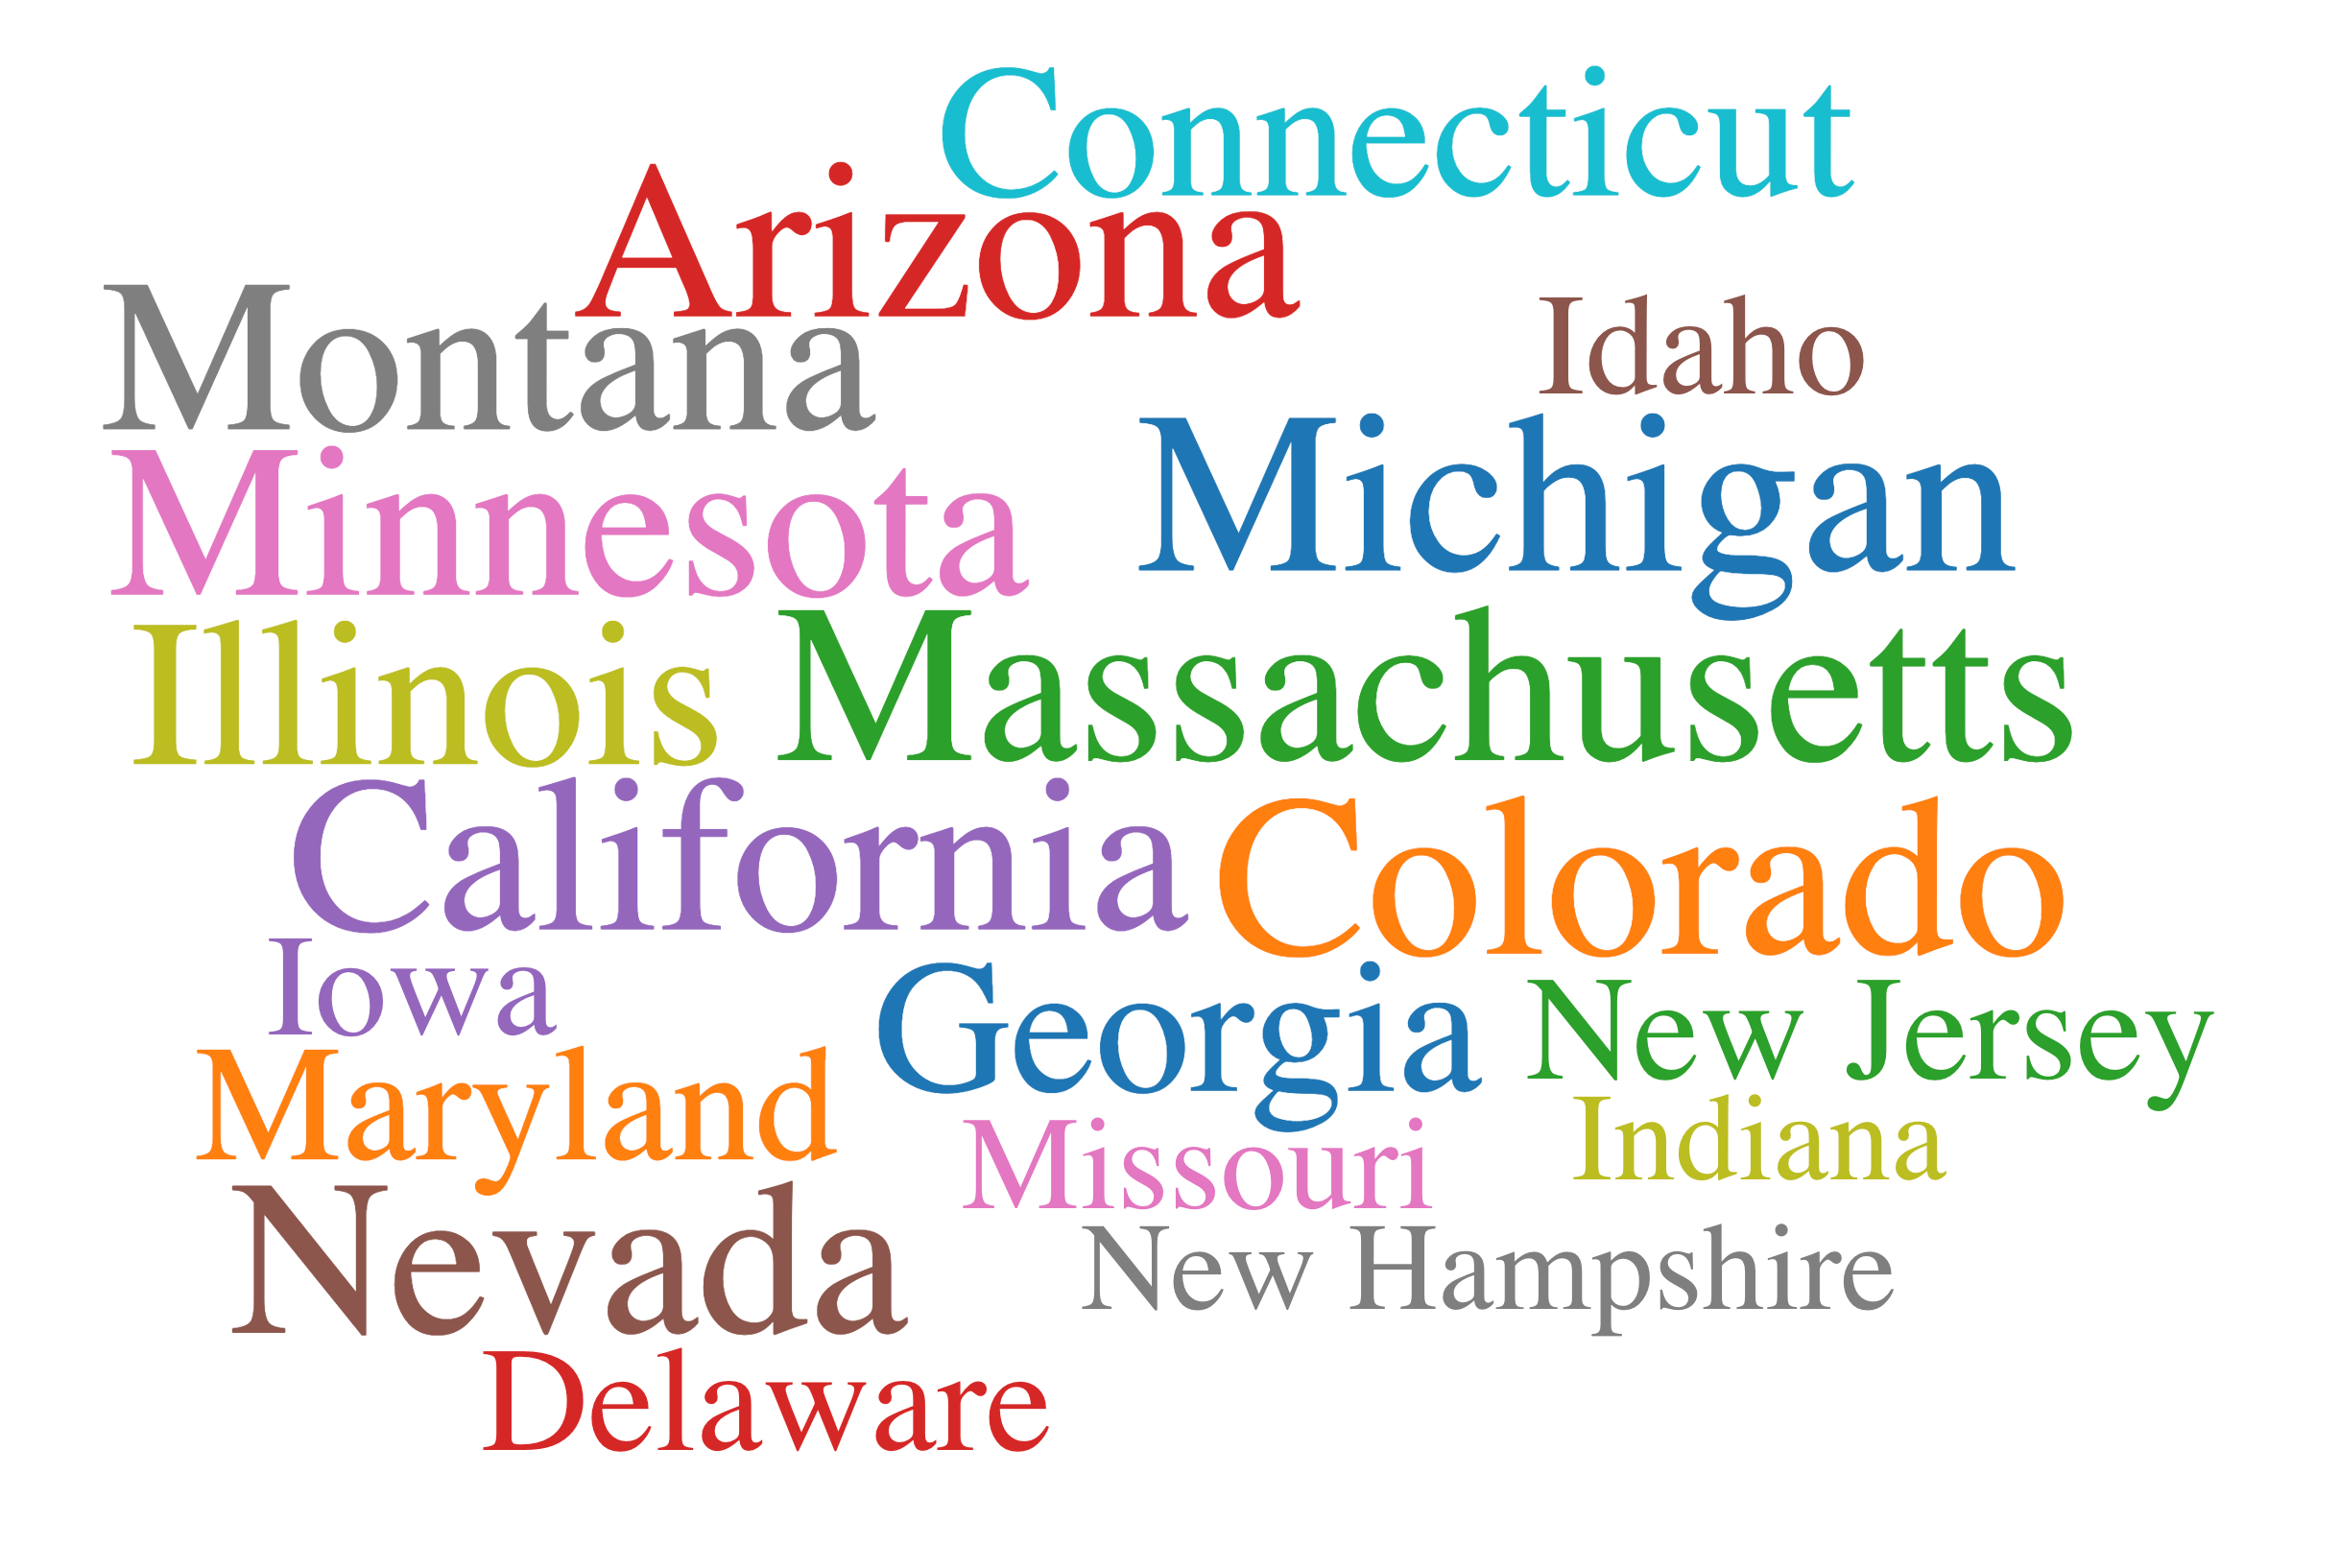 Connecticut
Arizona
Montana
Idaho
Minnesota
Michigan
Illinois
Massachusetts
California
Colorado
Iowa
Georgia
New Jersey
Maryland
Missouri
Indiana
Nevada
New Hampshire
Delaware